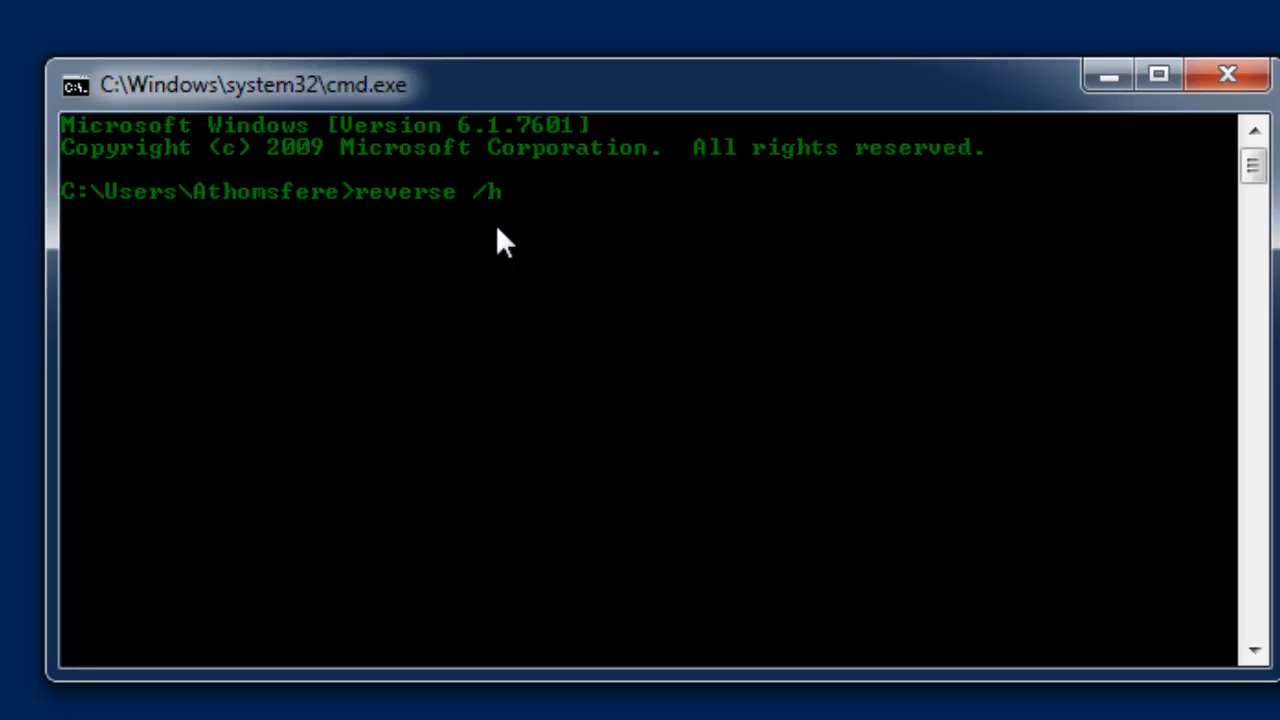 C:\Windows\system32\cmd.exe
Microsoft Windows [Version 6.1.7601]
Copyright (c) 2009 Microsoft Corporation.  All rights reserved.
C:\Users\Athomsfere>reverse /h